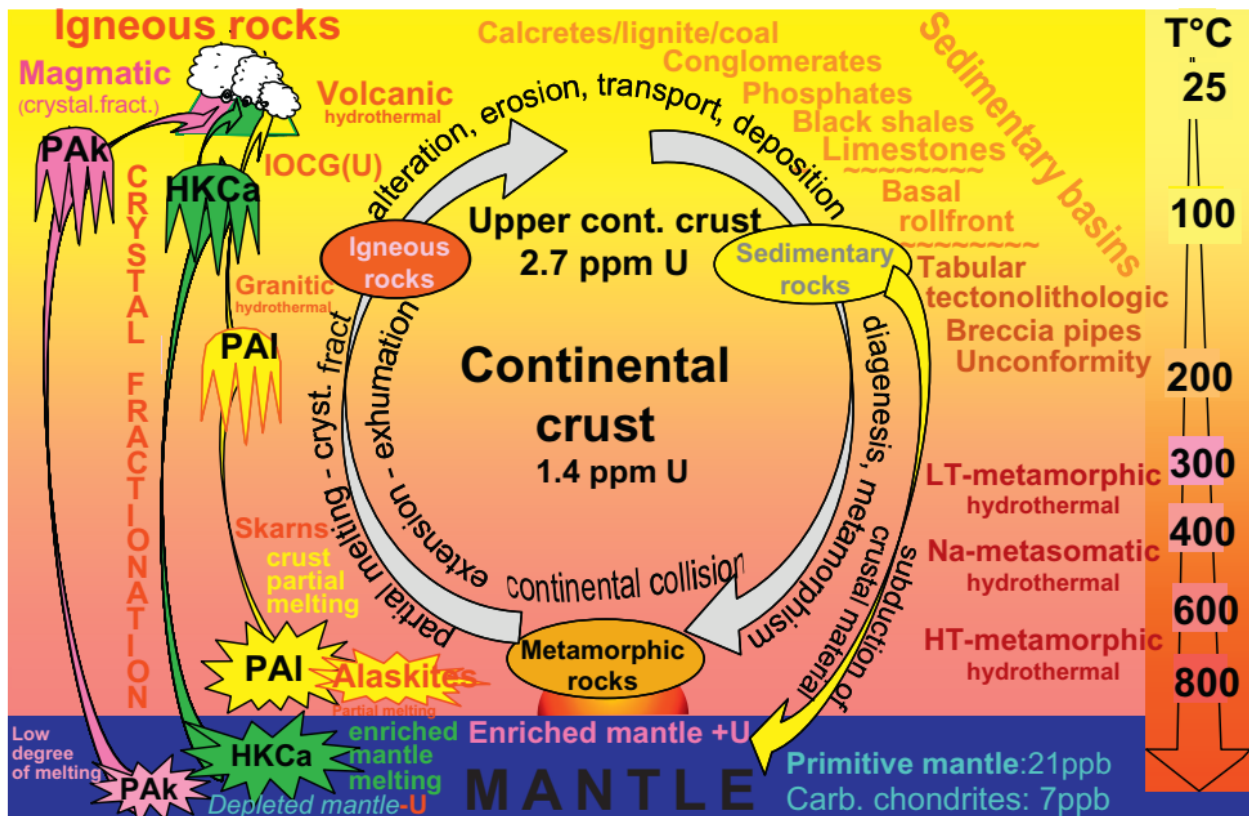 Igneous rocks
Magmatic
(crystal.fract.)
Volcanic
hydrothermal
IOCG(U)
PAk
HKCa
CRYSTAL FRACTIONATION
Granitic
hydrothermal
PAl
Skarns
crust
partial
melting
PAl
Alaskites
Partial melting
Low
degree
of melting
PAk
HKCa
enriched
mantle
melting
Depleted mantle-U
alteration, erosion, transport, deposition
Igneous
rocks
Upper cont. crust
2.7 ppm U
Sedimentary
rocks
Continental
crust
1.4 ppm U
partial melting - cryst. fract
extension - exhumation
continental collision
diagenesis, metamorphism
subduction of
crustal material
Metamorphic
rocks
Enriched mantle +U
MANTLE
Primitive mantle:21ppb
Carb. chondrites: 7ppb
Calcretes/lignite/coal
Conglomerates
Phosphates
Black shales
Limestones
~~~~~~~~
Basal
rollfront
~~~~~~~~
Sedimentary basins
Tabular
tectonolithologic
Breccia pipes
Unconformity
LT-metamorphic
hydrothermal
Na-metasomatic
hydrothermal
HT-metamorphic
hydrothermal
T°C
"
25
100
200
300
400
600
800